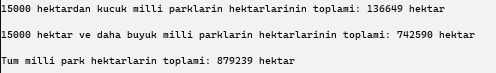 15000 hektardan kucuk milli parklarin hektarlarinin toplami: 136649 hektar
15000 hektar ve daha buyuk milli parklarin hektarlarinin toplami: 742590 hektar
Tum milli park hektarlarin toplami: 879239 hektar